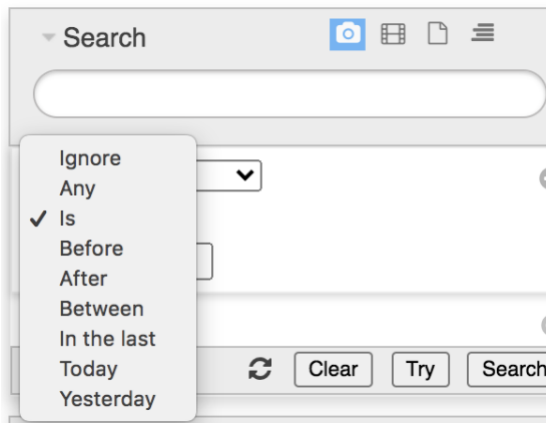 Search
Ignore
Any
Is
Before
After
Between
In the last
Today
Yesterday
Clear Try Search